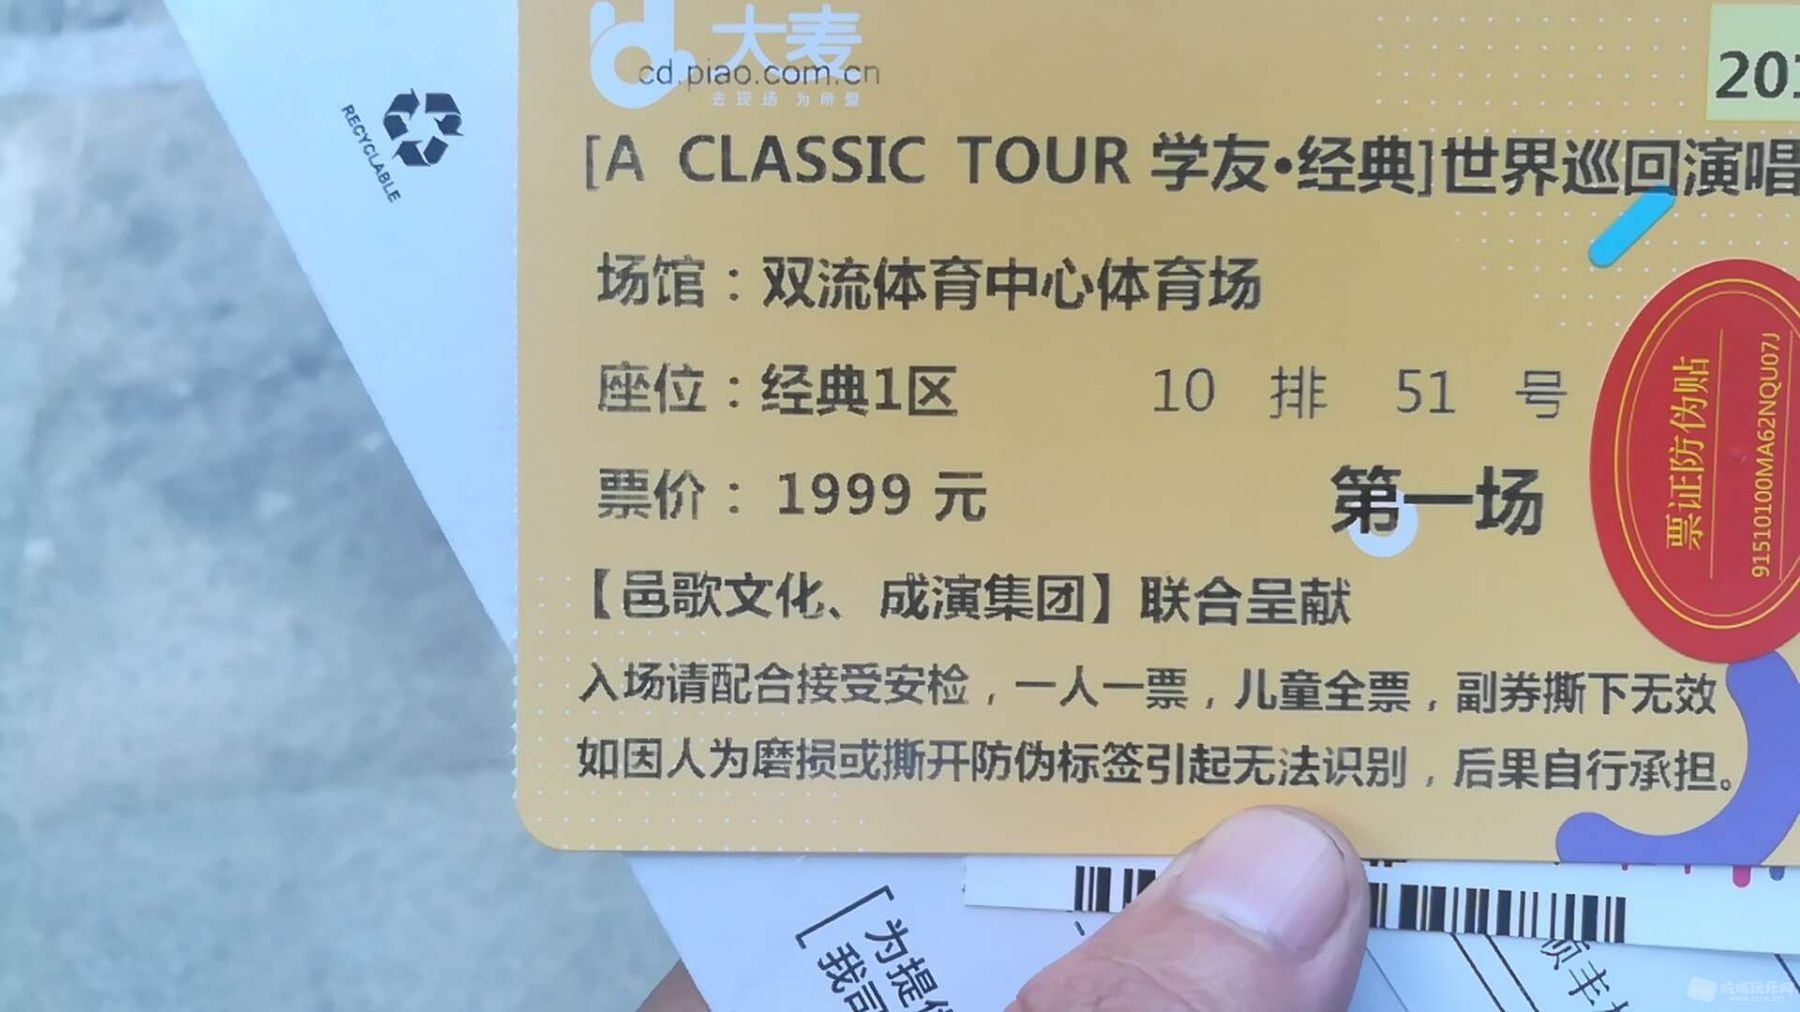 大麦
cd.piao.com.cn
去现场 为所爱
201
[A CLASSIC TOUR 学友·经典]世界巡回演唱
场馆：双流体育中心体育场
座位：经典1区 10 排 51 号
票价：1999 元
第一场
【邑歌文化、成演集团】联合呈献
入场请配合接受安检，一人一票，儿童全票，副券撕下无效
如因人为磨损或撕开防伪标签引起无法识别，后果自行承担。
票证防伪贴
91510100MA62NQU07J
RECYCLABLE
[为提供
我司